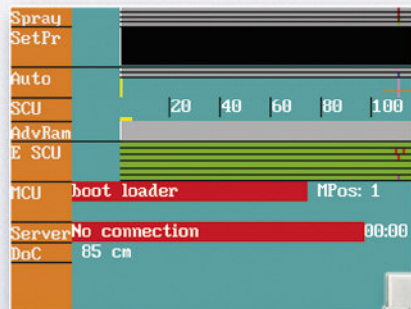 Spray
SetPr
Auto
SCU 20 40 60 80 100
AdvRam
E SCU
MCU boot loader MPos: 1
Server No connection 00:00
DoC 85 cm